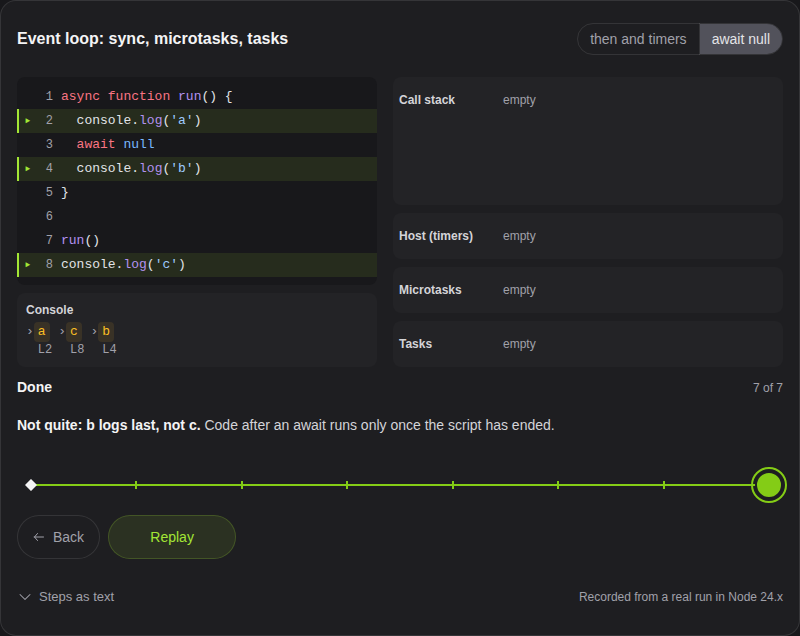 Event loop: sync, microtasks, tasks
then and timers
await null
1 async function run() {
2 console.log('a')
3 await null
4 console.log('b')
5 }
6
7 run()
8 console.log('c')
Console
› a › c › b
L2 L8 L4
Call stack empty
Host (timers) empty
Microtasks empty
Tasks empty
Done
7 of 7
Not quite: b logs last, not c. Code after an await runs only once the script has ended.
← Back
Replay
Steps as text
Recorded from a real run in Node 24.x